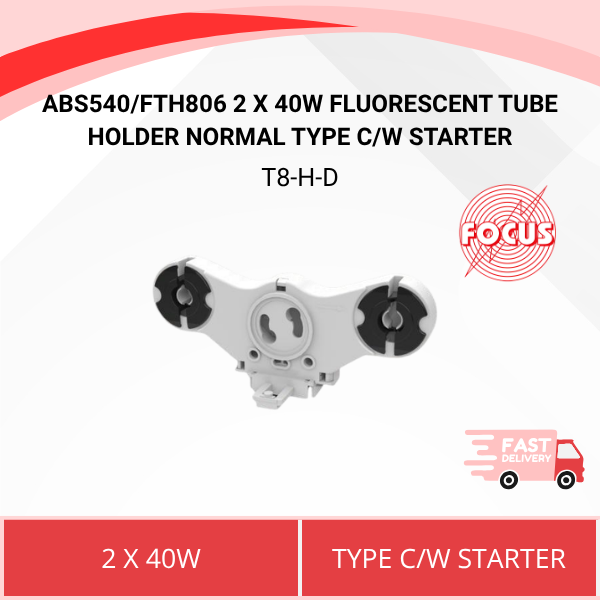 ABS540/FTH806 2 X 40W FLUORESCENT TUBE
HOLDER NORMAL TYPE C/W STARTER
T8-H-D
FOCUS
FAST
DELIVERY
2 X 40W
TYPE C/W STARTER